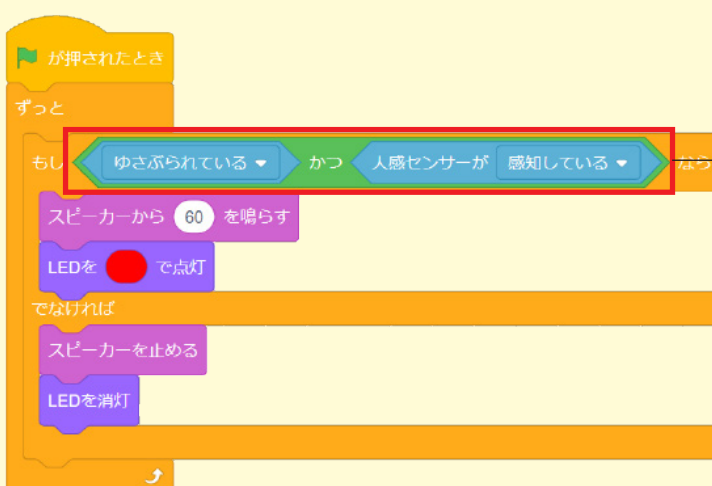 が押されたとき
ずっと
もし ゆさぶられている かつ 人感センサーが 感知している なら
スピーカーから 60 を鳴らす
LEDを で点灯
でなければ
スピーカーを止める
LEDを消灯